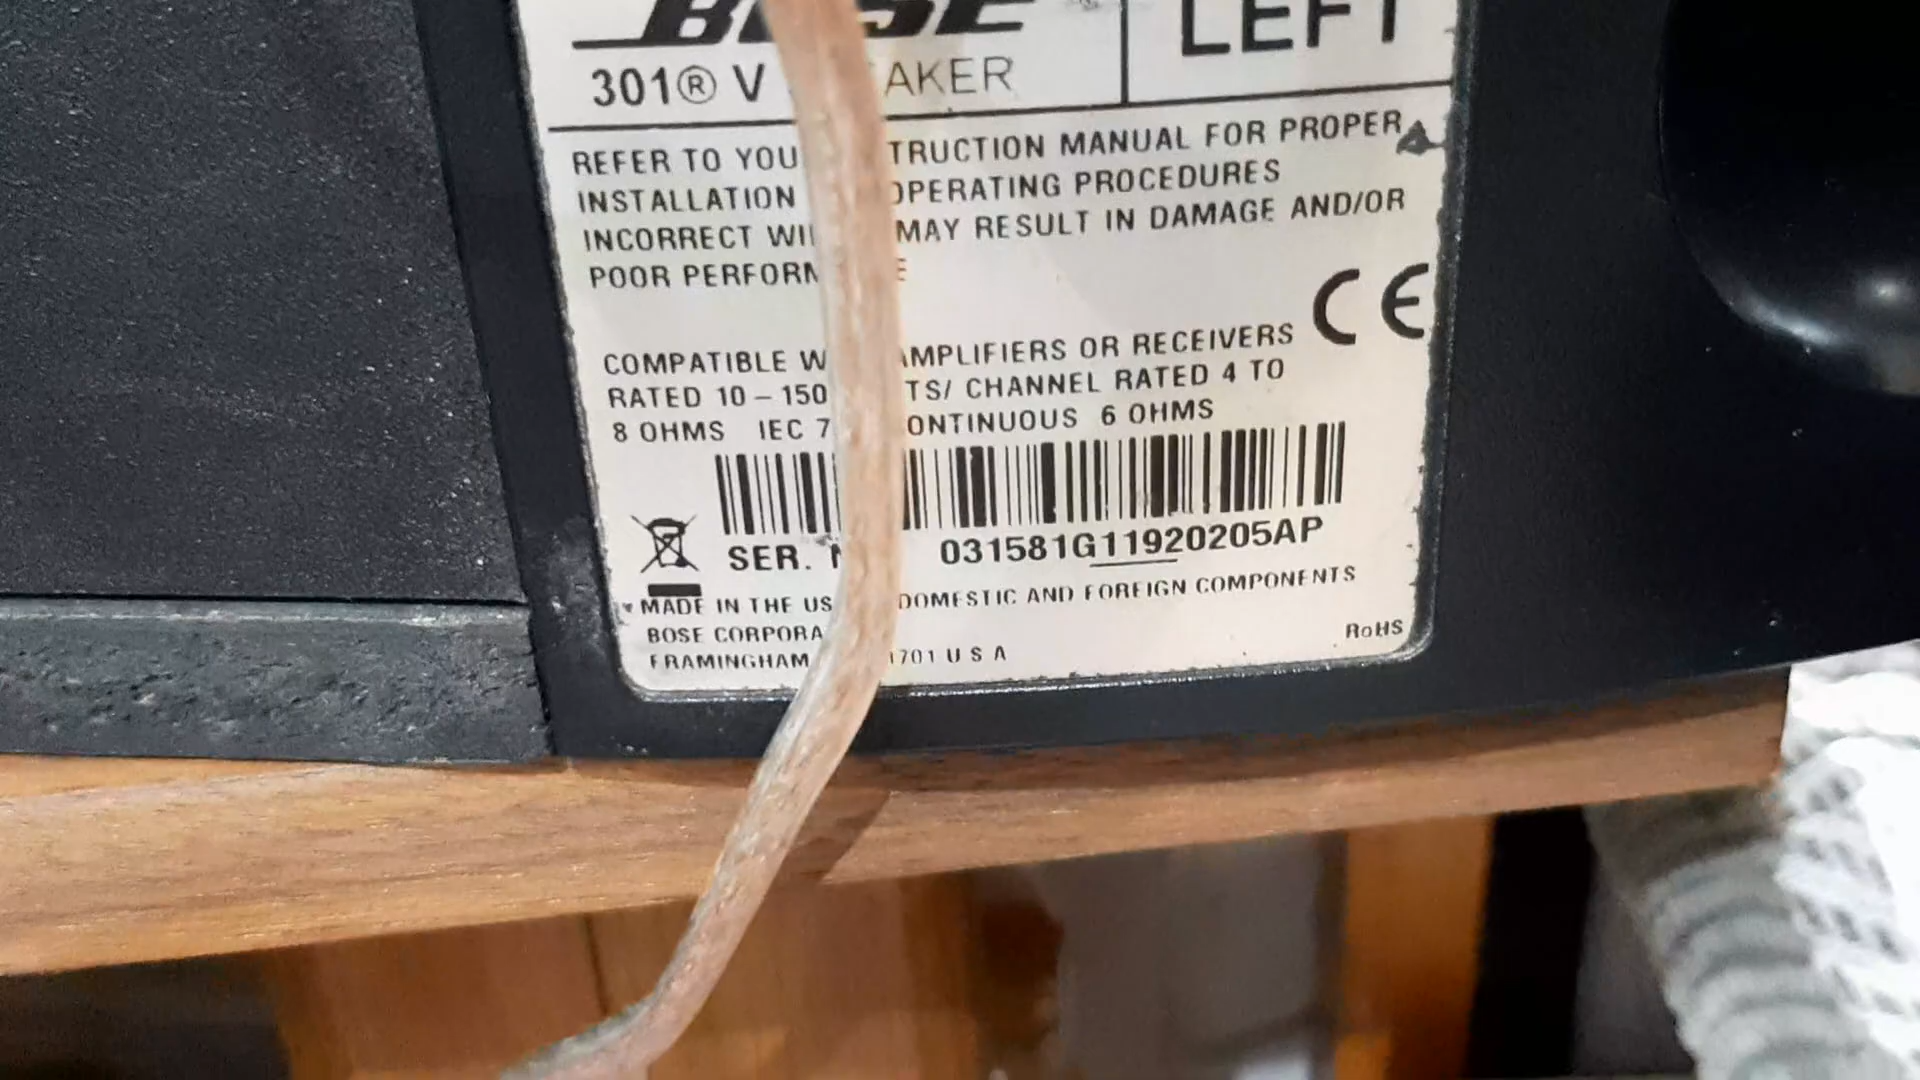 BOSE LEFT
301® V AKER
REFER TO YOU TRUCTION MANUAL FOR PROPER
INSTALLATION OPERATING PROCEDURES
INCORRECT WI MAY RESULT IN DAMAGE AND/OR
POOR PERFORM E
CE
COMPATIBLE W AMPLIFIERS OR RECEIVERS
RATED 10 – 150 TS/ CHANNEL RATED 4 TO
8 OHMS IEC 7 ONTINUOUS 6 OHMS
SER. N 031581G11920205AP
MADE IN THE US DOMESTIC AND FOREIGN COMPONENTS
BOSE CORPORA
FRAMINGHAM 1701 U S A
RoHS